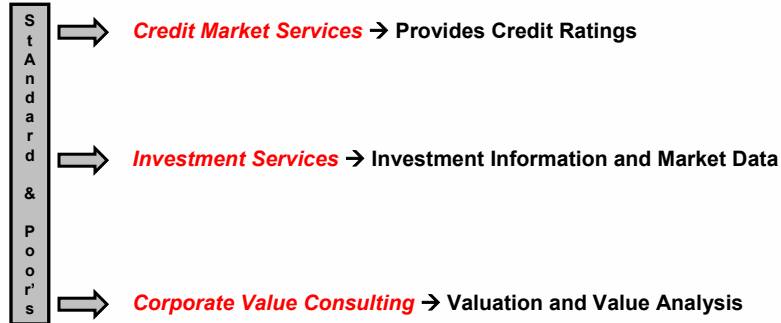 StAndard & Poor's
Credit Market Services → Provides Credit Ratings
Investment Services → Investment Information and Market Data
Corporate Value Consulting → Valuation and Value Analysis